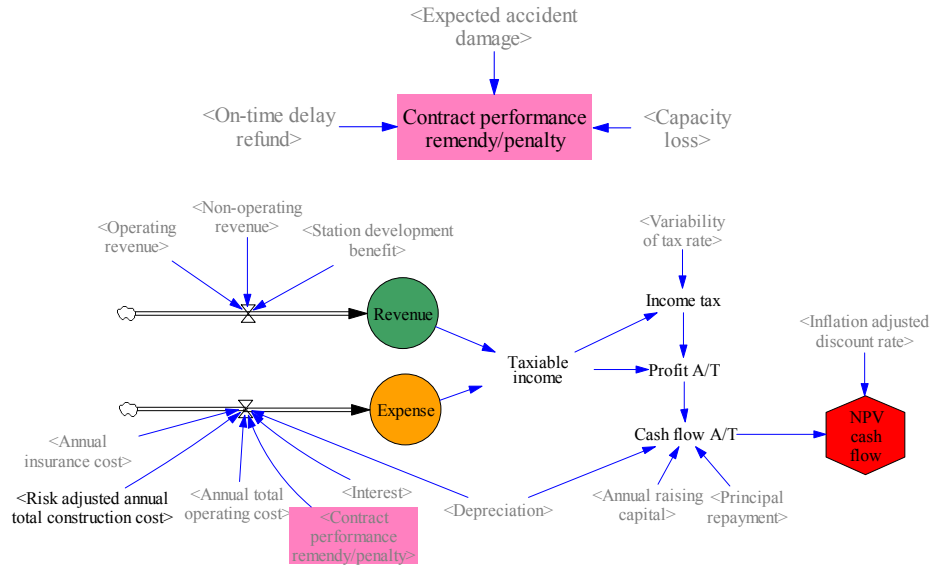 <Expected accident
damage>
<On-time delay
refund>
Contract performance
remendy/penalty
<Capacity
loss>
<Non-operating
revenue>
<Operating
revenue>
<Station development
benefit>
<Variability
of tax rate>
Revenue
Income tax
<Inflation adjusted
discount rate>
Taxiable
income
Profit A/T
Expense
Cash flow A/T
NPV
cash
flow
<Annual
insurance cost>
<Risk adjusted annual
total construction cost>
<Annual total
operating cost>
<Interest>
<Contract
performance
remendy/penalty>
<Depreciation>
<Annual raising
capital>
<Principal
repayment>